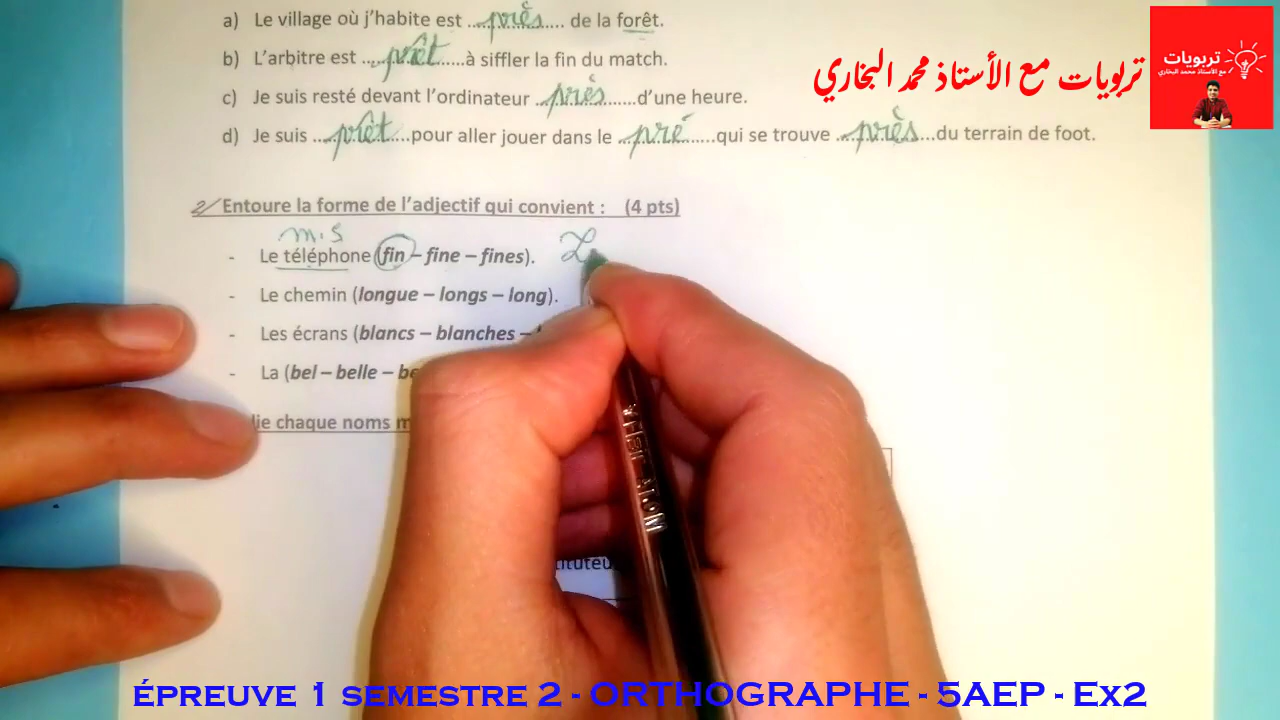 a) Le village où j'habite est ...près... de la forêt.
b) L'arbitre est ...prêt...à siffler la fin du match.
c) Je suis resté devant l'ordinateur ...près...d'une heure.
d) Je suis ...prêt...pour aller jouer dans le ...pré...qui se trouve ...près...du terrain de foot.
تربويات مع الأستاذ محمد البخاري
تربويات
مع الأستاذ محمد البخاري
2/ Entoure la forme de l'adjectif qui convient : (4 pts)
m.s
- Le téléphone (fin – fine – fines).
- Le chemin (longue – longs – long).
- Les écrans (blancs – blanches –
- La (bel – belle –
chaque noms
épreuve 1 semestre 2 - ORTHOGRAPHE - 5AEP - Ex2